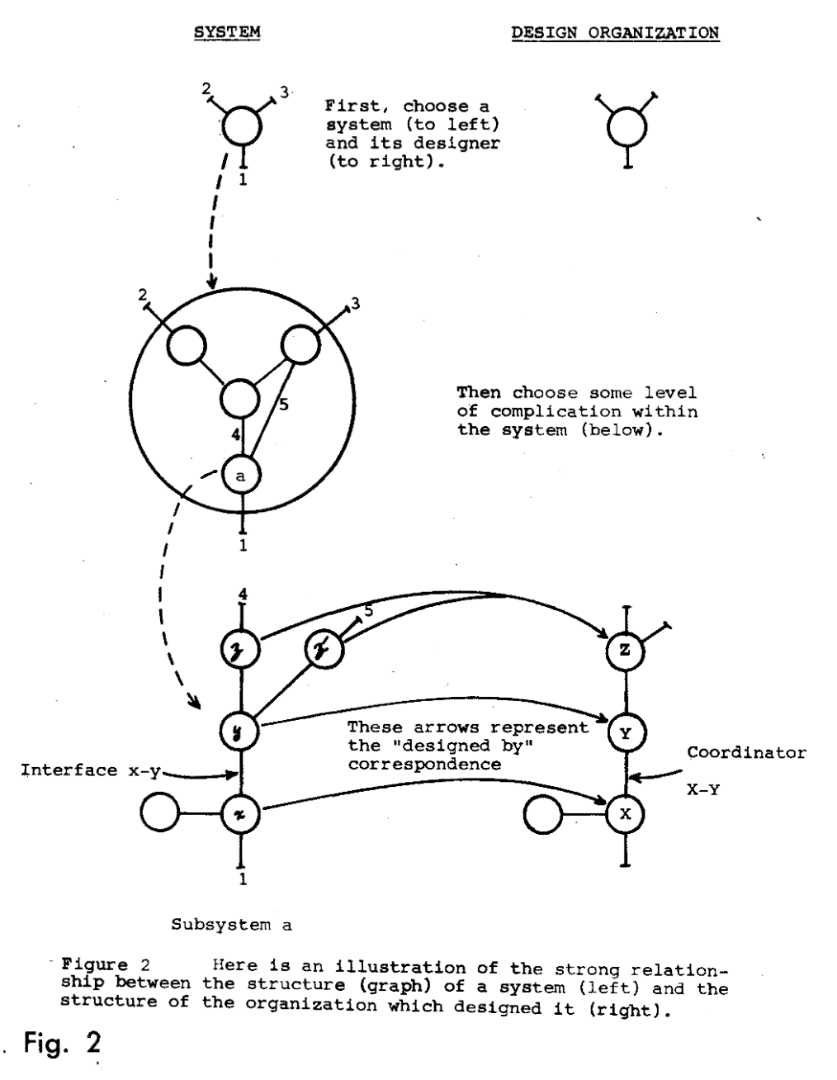 SYSTEM
DESIGN ORGANIZATION
2
3
1
First, choose a
system (to left)
and its designer
(to right).
2
3
5
4
a
1
Then choose some level
of complication within
the system (below).
4
5
z
z'
Z
y
Y
These arrows represent
the "designed by"
correspondence
Interface x-y
Coordinator
X-Y
x
X
1
Subsystem a
Figure 2 Here is an illustration of the strong relation-
ship between the structure (graph) of a system (left) and the
structure of the organization which designed it (right).
. Fig. 2